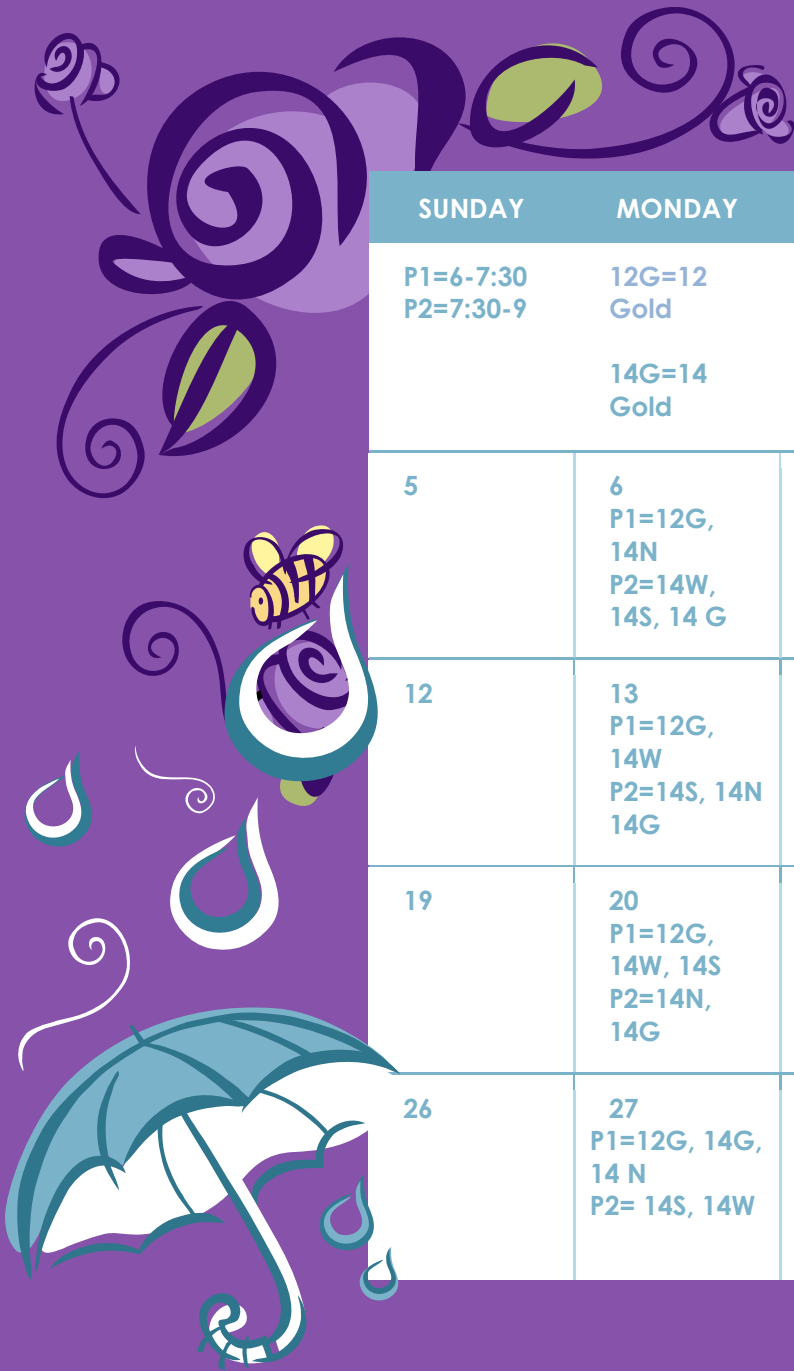 SUNDAY
MONDAY
P1=6-7:30
P2=7:30-9
12G=12
Gold
14G=14
Gold
5
6
P1=12G,
14N
P2=14W,
14S, 14 G
12
13
P1=12G,
14W
P2=14S, 14N
14G
19
20
P1=12G,
14W, 14S
P2=14N,
14G
26
27
P1=12G, 14G,
14 N
P2= 14S, 14W